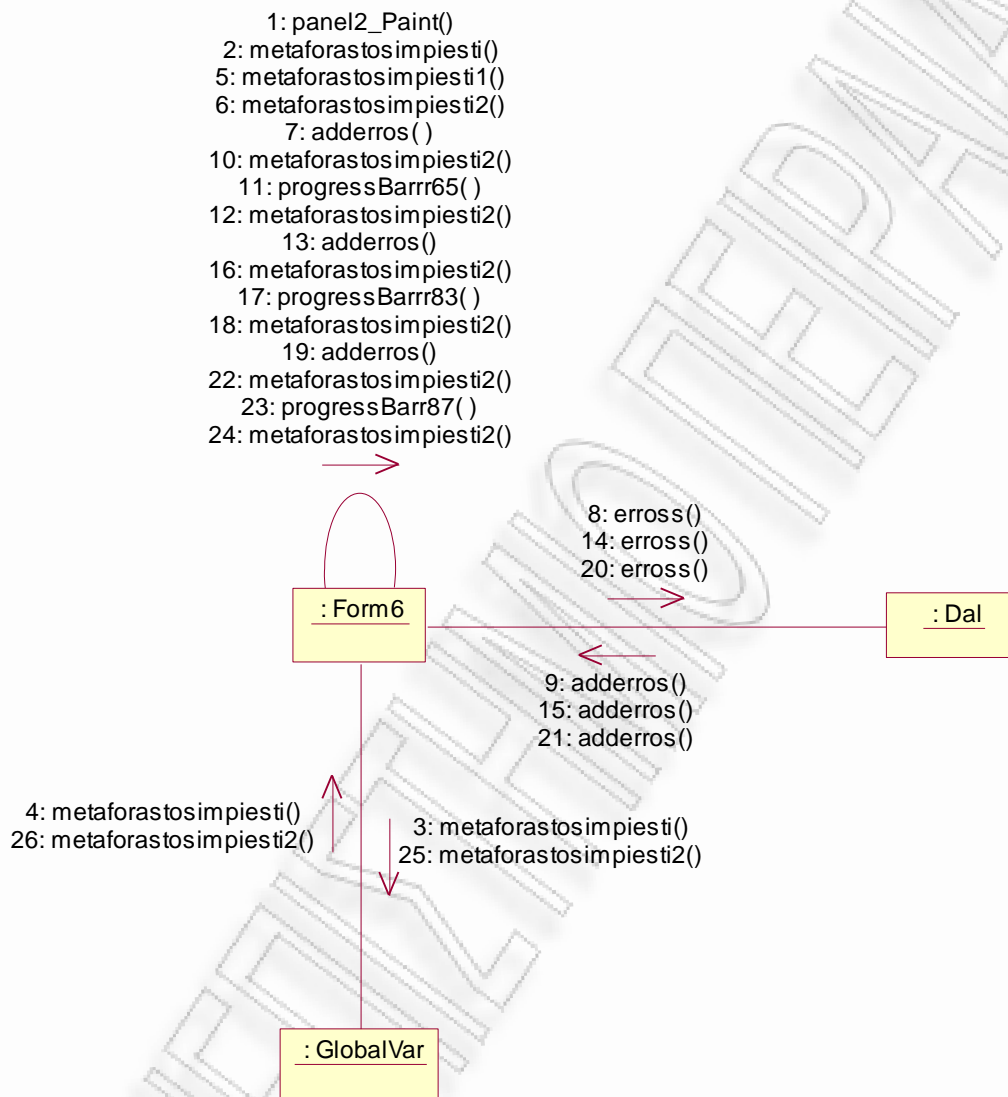 1: panel2_Paint()
2: metaforastosimpiesti()
5: metaforastosimpiesti1()
6: metaforastosimpiesti2()
7: adderros( )
10: metaforastosimpiesti2()
11: progressBarrr65( )
12: metaforastosimpiesti2()
13: adderros()
16: metaforastosimpiesti2()
17: progressBarrr83( )
18: metaforastosimpiesti2()
19: adderros()
22: metaforastosimpiesti2()
23: progressBarr87( )
24: metaforastosimpiesti2()
8: erross()
14: erross()
20: erross()
: Form6
: Dal
9: adderros()
15: adderros()
21: adderros()
4: metaforastosimpiesti()
26: metaforastosimpiesti2()
3: metaforastosimpiesti()
25: metaforastosimpiesti2()
: GlobalVar